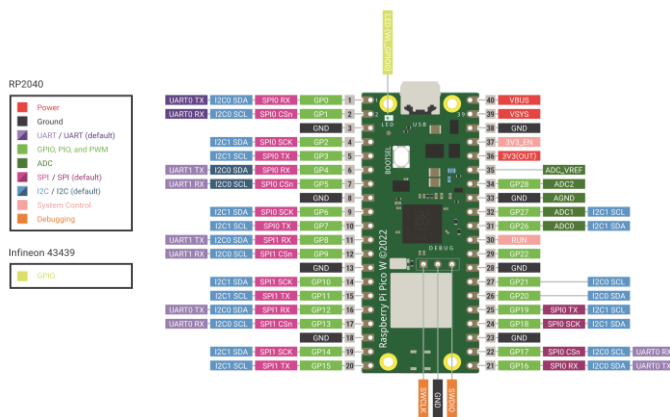 LED (WL_GPIO0)
RP2040
Power
Ground
UART / UART (default)
GPIO, PIO, and PWM
ADC
SPI / SPI (default)
I2C / I2C (default)
System Control
Debugging
Infineon 43439
GPIO
UART0 TX I2C0 SDA SPI0 RX GP0 1
UART0 RX I2C0 SCL SPI0 CSn GP1 2
GND 3
I2C1 SDA SPI0 SCK GP2 4
I2C1 SCL SPI0 TX GP3 5
UART1 TX I2C0 SDA SPI0 RX GP4 6
UART1 RX I2C0 SCL SPI0 CSn GP5 7
GND 8
I2C1 SDA SPI0 SCK GP6 9
I2C1 SCL SPI0 TX GP7 10
UART1 TX I2C0 SDA SPI1 RX GP8 11
UART1 RX I2C0 SCL SPI1 CSn GP9 12
GND 13
I2C1 SDA SPI1 SCK GP10 14
I2C1 SCL SPI1 TX GP11 15
UART0 TX I2C0 SDA SPI1 RX GP12 16
UART0 RX I2C0 SCL SPI1 CSn GP13 17
GND 18
I2C1 SDA SPI1 SCK GP14 19
I2C1 SCL SPI1 TX GP15 20
1
2
39
LED
USB
BOOTSEL
DEBUG
Raspberry Pi Pico W ©2022
40 VBUS
39 VSYS
38 GND
37 3V3_EN
36 3V3(OUT)
35 ADC_VREF
34 GP28 ADC2
33 GND AGND
32 GP27 ADC1 I2C1 SCL
31 GP26 ADC0 I2C1 SDA
30 RUN
29 GP22
28 GND
27 GP21 I2C0 SCL
26 GP20 I2C0 SDA
25 GP19 SPI0 TX I2C1 SCL
24 GP18 SPI0 SCK I2C1 SDA
23 GND
22 GP17 SPI0 CSn I2C0 SCL UART0 RX
21 GP16 SPI0 RX I2C0 SDA UART0 TX
SWCLK
GND
SWDIO